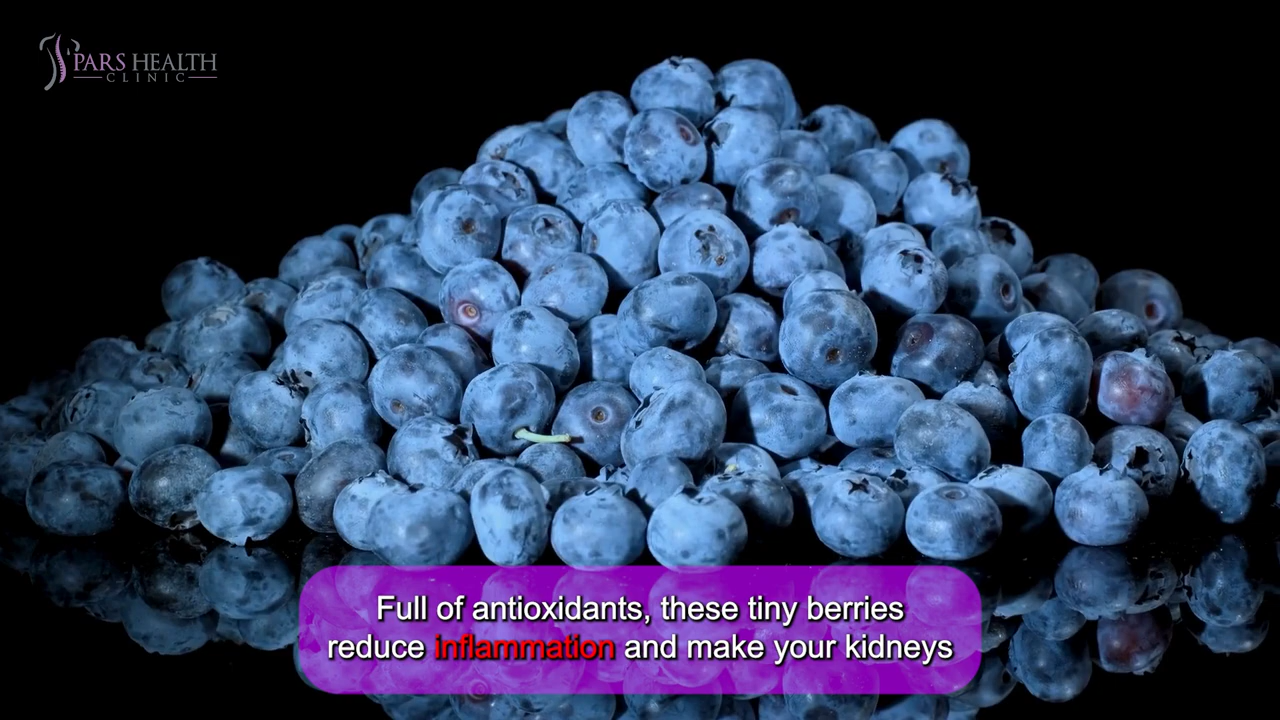 PARS HEALTH
CLINIC
Full of antioxidants, these tiny berries
reduce inflammation and make your kidneys